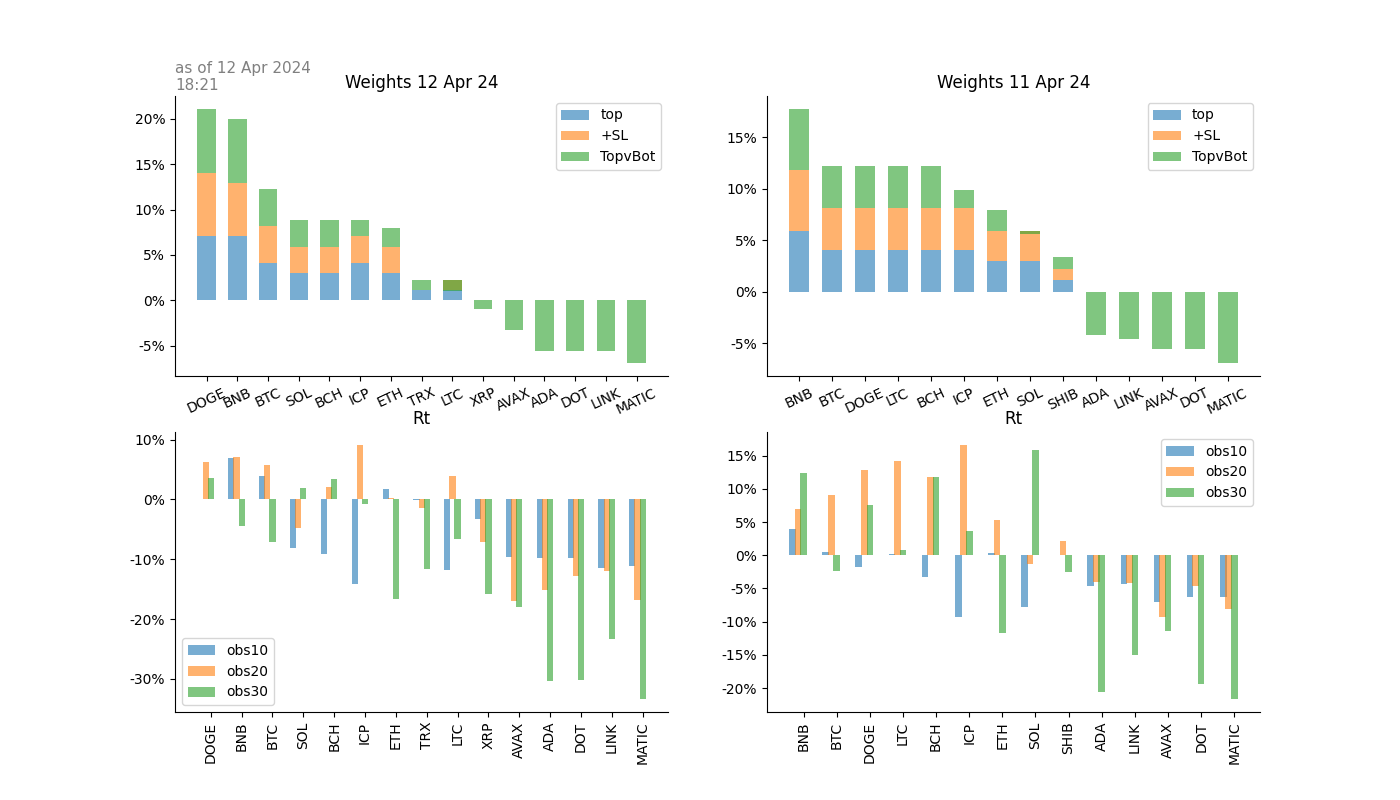 as of 12 Apr 2024
18:21
Weights 12 Apr 24
20%
15%
10%
5%
0%
-5%
top
+SL
TopvBot
DOGE BNB BTC SOL BCH ICP ETH TRX LTC XRP AVAX ADA DOT LINK MATIC
Weights 11 Apr 24
15%
10%
5%
0%
-5%
top
+SL
TopvBot
BNB BTC DOGE LTC BCH ICP ETH SOL SHIB ADA LINK AVAX DOT MATIC
Rt
10%
0%
-10%
-20%
-30%
obs10
obs20
obs30
DOGE BNB BTC SOL BCH ICP ETH TRX LTC XRP AVAX ADA DOT LINK MATIC
Rt
15%
10%
5%
0%
-5%
-10%
-15%
-20%
obs10
obs20
obs30
BNB BTC DOGE LTC BCH ICP ETH SOL SHIB ADA LINK AVAX DOT MATIC